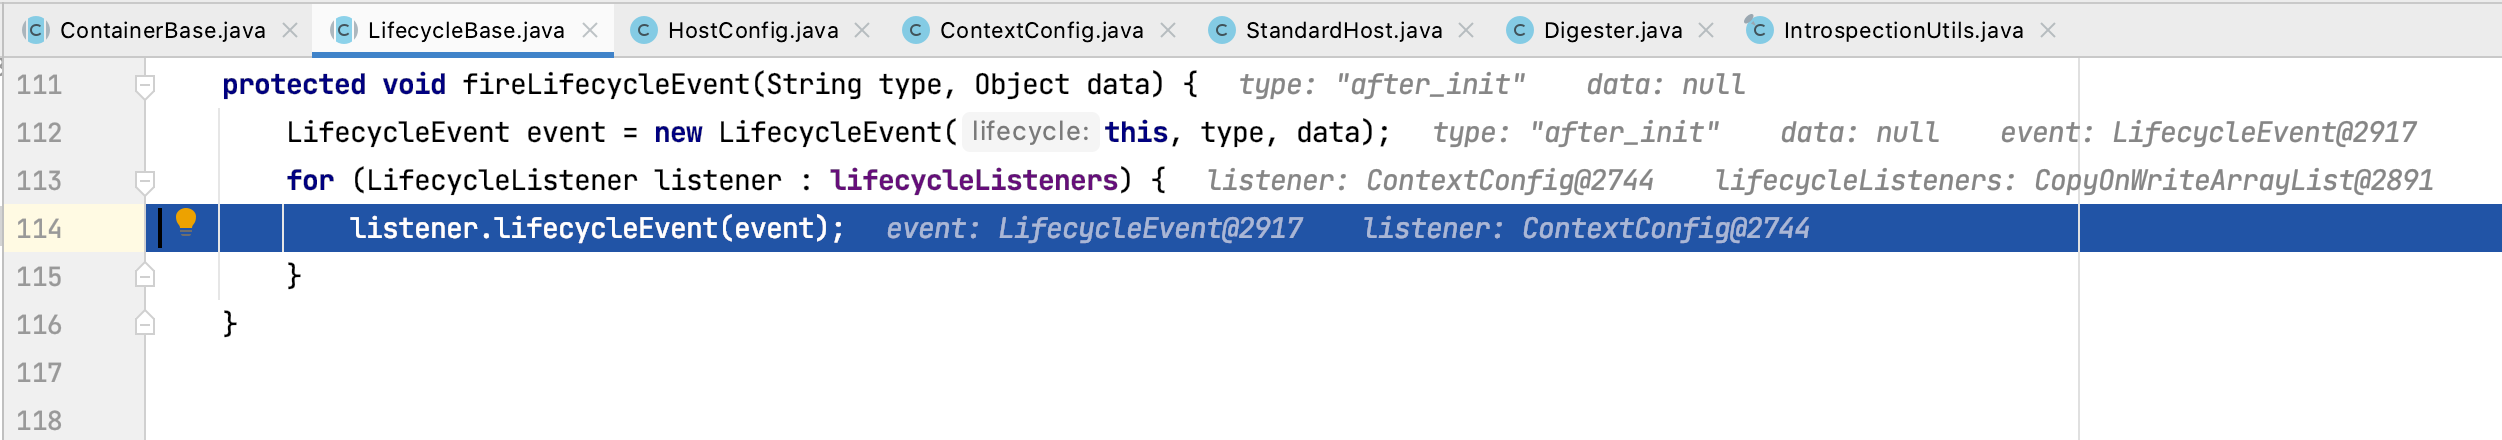 ContainerBase.java LifecycleBase.java HostConfig.java ContextConfig.java StandardHost.java Digester.java IntrospectionUtils.java
111 protected void fireLifecycleEvent(String type, Object data) { type: "after_init" data: null
112 LifecycleEvent event = new LifecycleEvent( lifecycle: this, type, data); type: "after_init" data: null event: LifecycleEvent@2917
113 for (LifecycleListener listener : lifecycleListeners) { listener: ContextConfig@2744 lifecycleListeners: CopyOnWriteArrayList@2891
114 listener.lifecycleEvent(event); event: LifecycleEvent@2917 listener: ContextConfig@2744
115 }
116 }
117
118